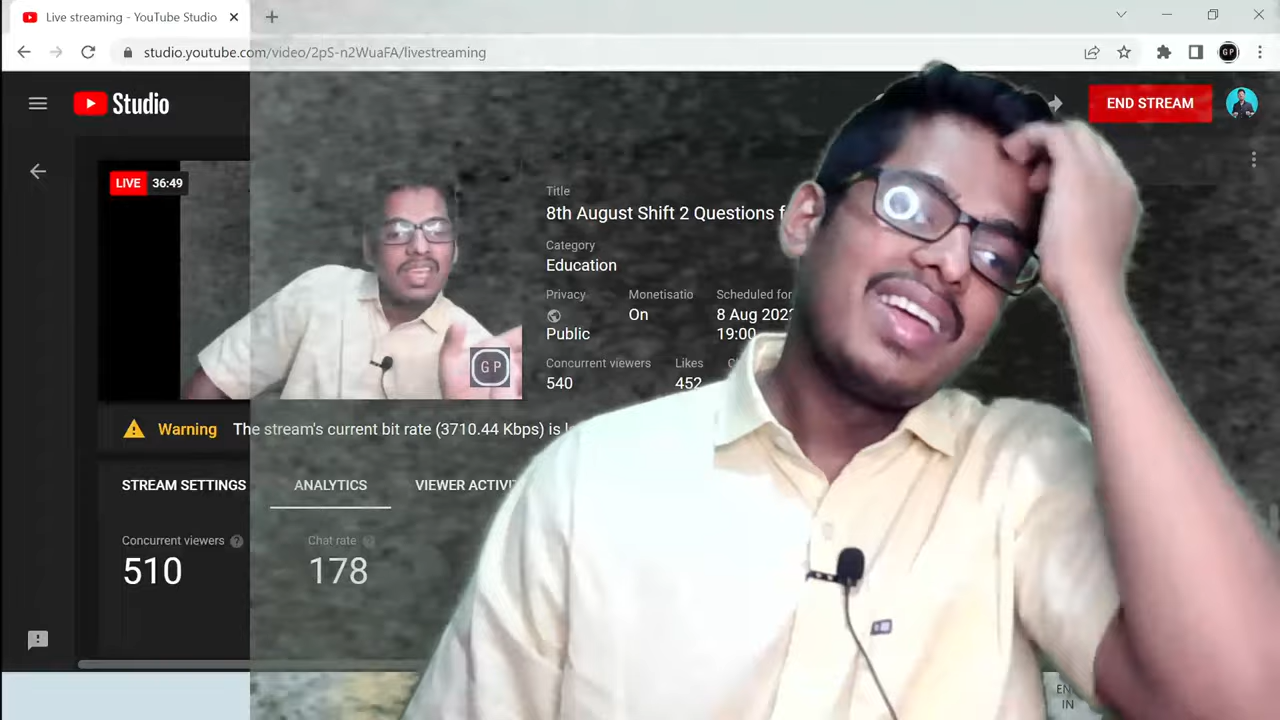 Live streaming - YouTube Studio
studio.youtube.com/video/2pS-n2WuaFA/livestreaming
GP
Studio
END STREAM
LIVE 36:49
GP
Title
8th August Shift 2 Questions f
Category
Education
Privacy Monetisatio Scheduled for
Public On 8 Aug 202
19:00
Concurrent viewers Likes C
540 452
Warning The stream's current bit rate (3710.44 Kbps) is l
STREAM SETTINGS ANALYTICS VIEWER ACTIVI
Concurrent viewers Chat rate
510 178
EN
IN